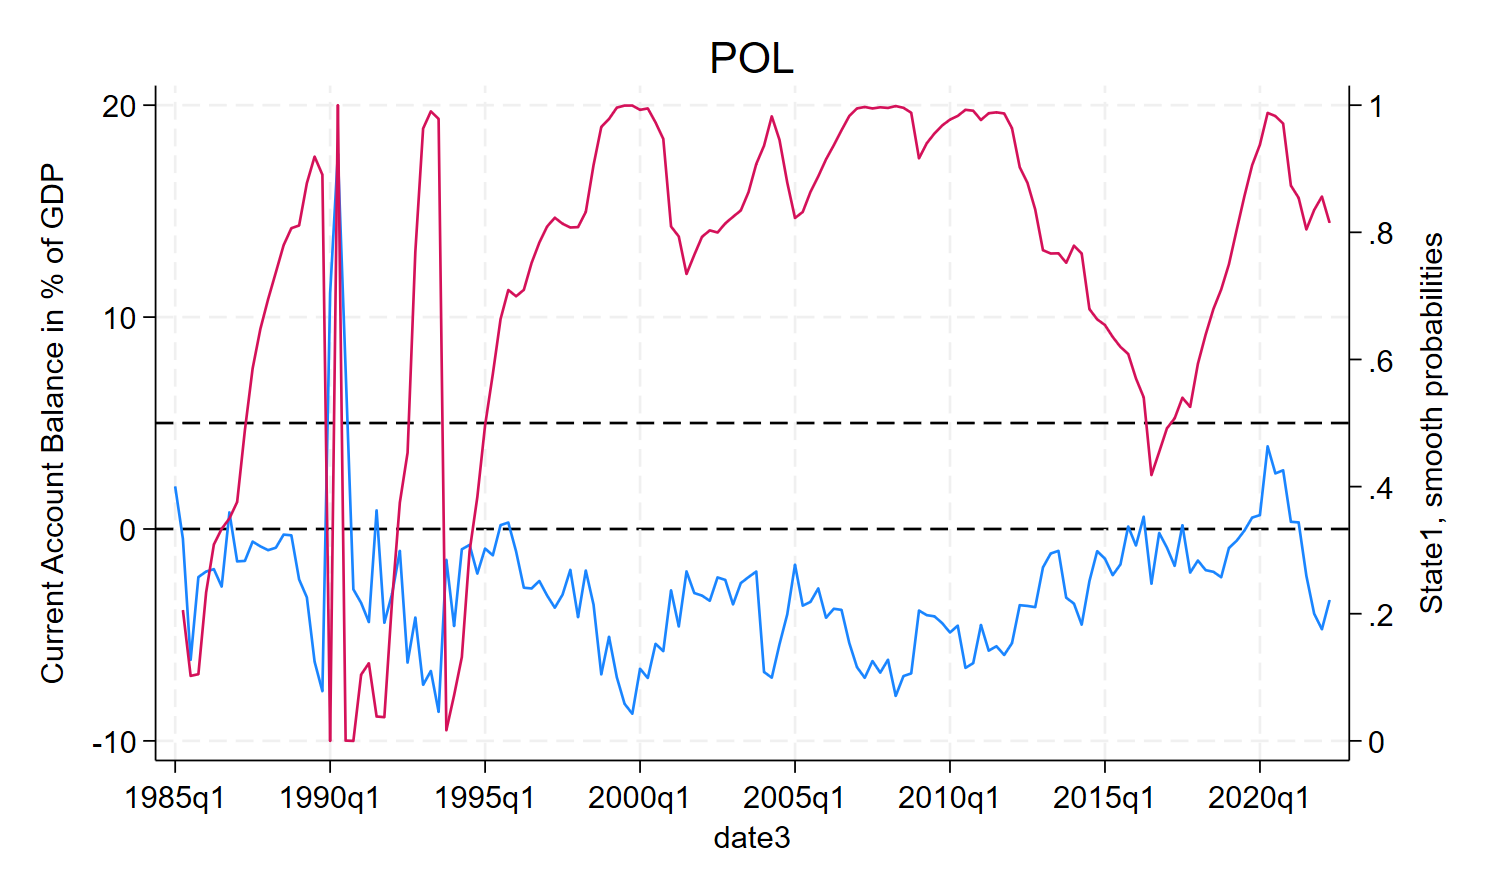 POL
Current Account Balance in % of GDP
20
10
0
-10
1
.8
.6
.4
.2
0
State1, smooth probabilities
1985q1 1990q1 1995q1 2000q1 2005q1 2010q1 2015q1 2020q1
date3